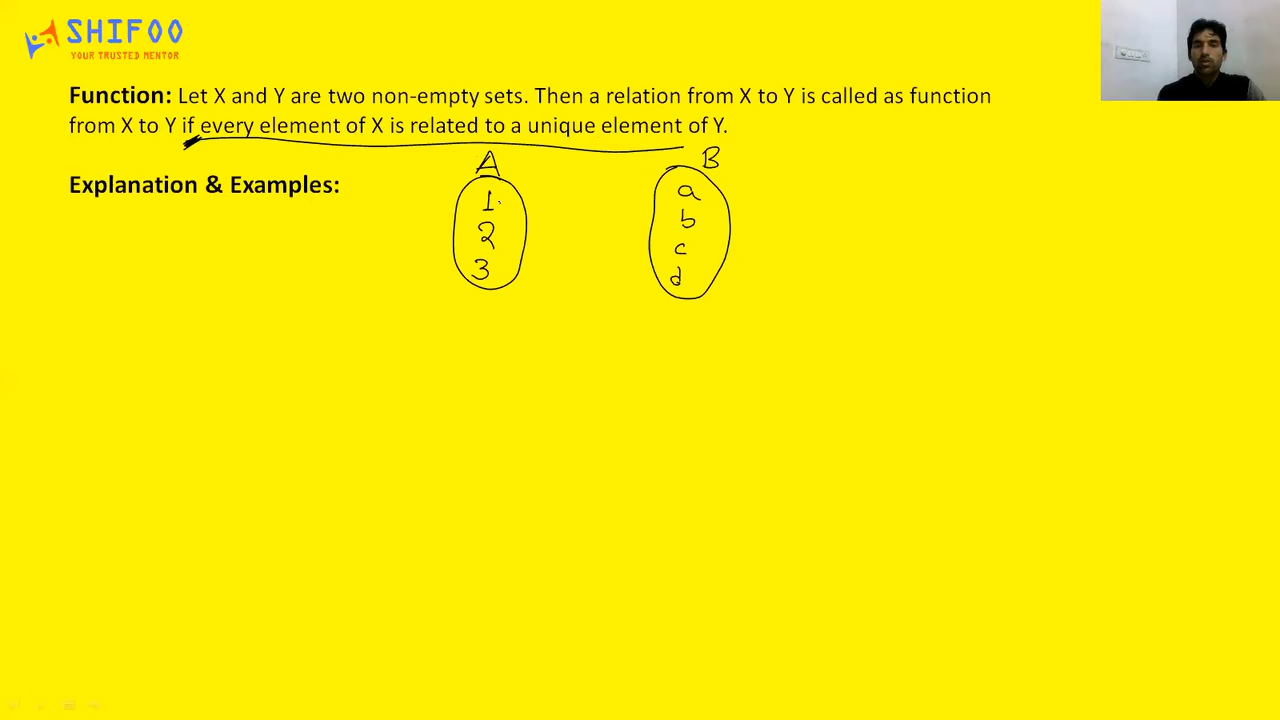 SHIFOO
YOUR TRUSTED MENTOR
Function: Let X and Y are two non-empty sets. Then a relation from X to Y is called as function
from X to Y if every element of X is related to a unique element of Y.
Explanation & Examples:
A
B
1
2
3
a
b
c
d